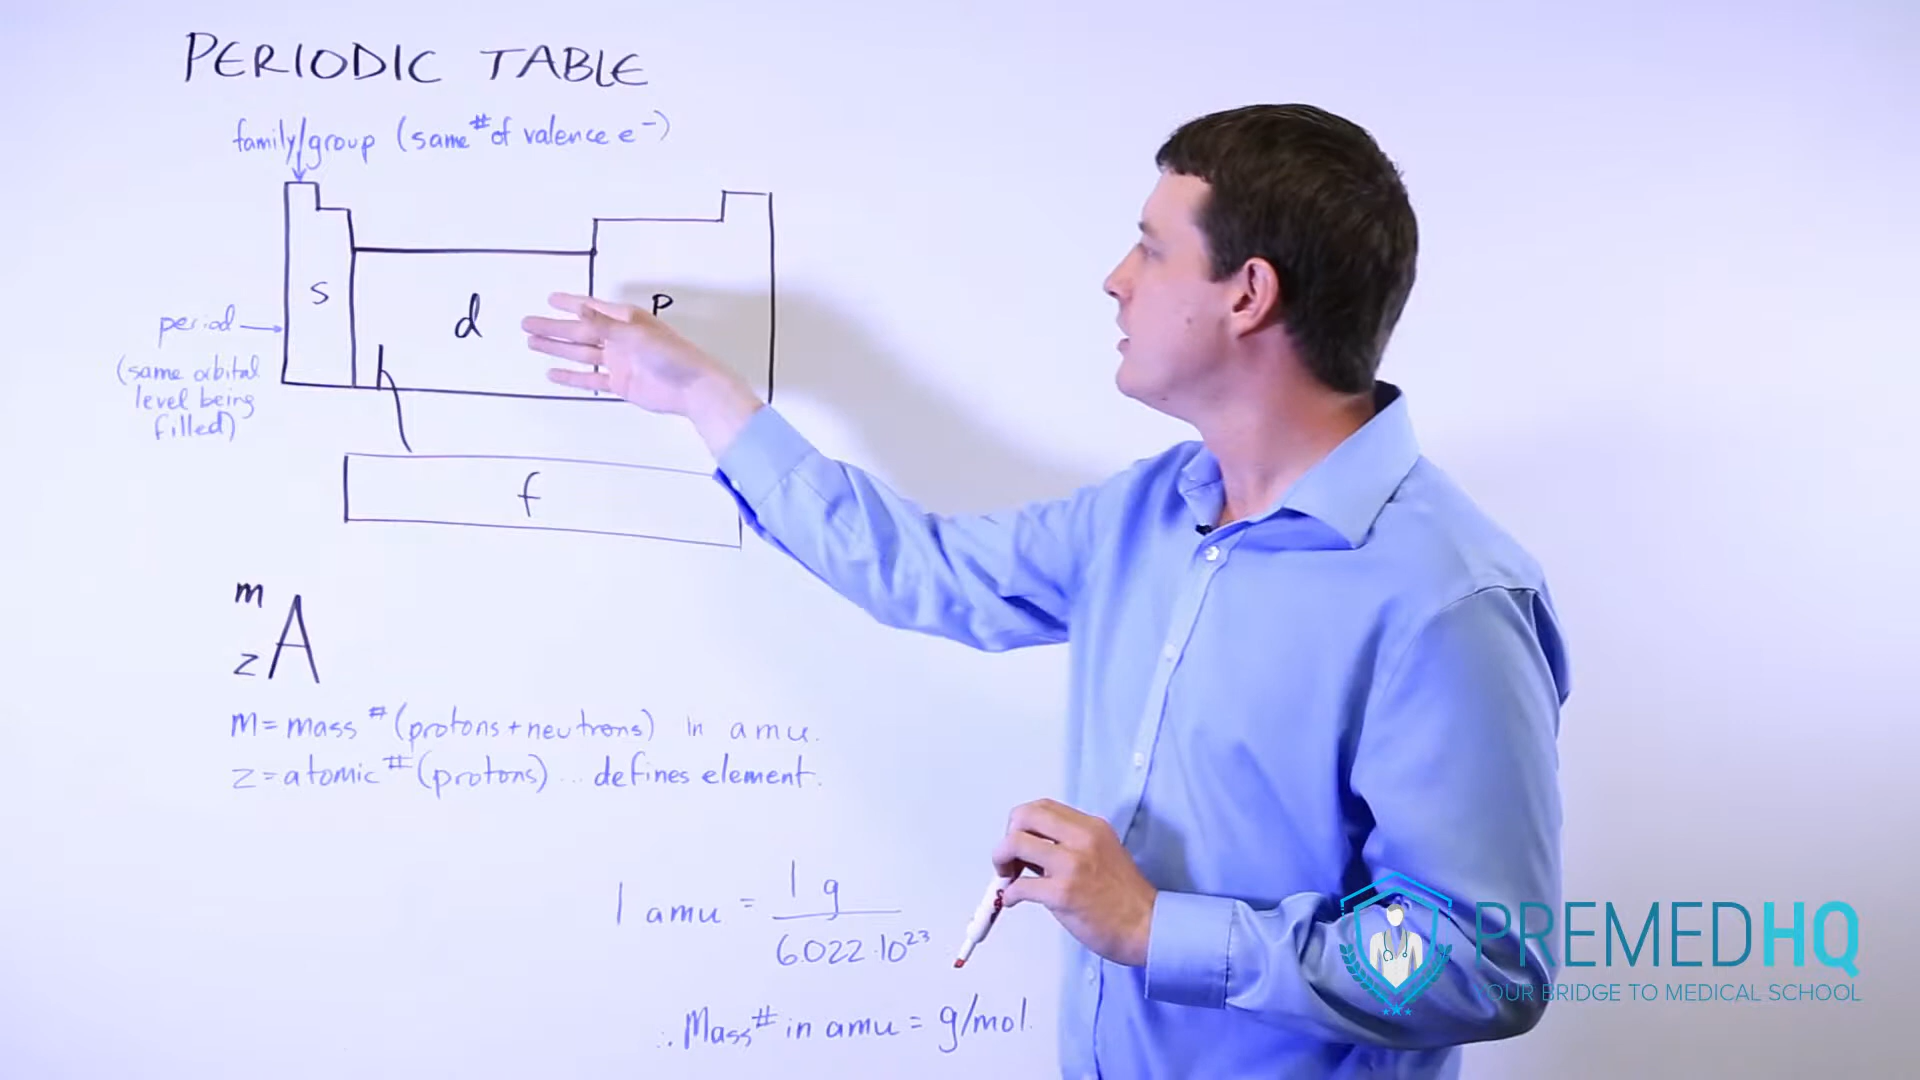 PERIODIC TABLE
family/group (same # of valence e⁻)
s
d
p
period
(same orbital
level being
filled)
f
m
z A
m = mass # (protons + neutrons) in amu.
z = atomic # (protons) ... defines element.
1 amu = 1 g
6.022·10²³
∴ Mass # in amu = g/mol.
PREMEDHQ
YOUR BRIDGE TO MEDICAL SCHOOL